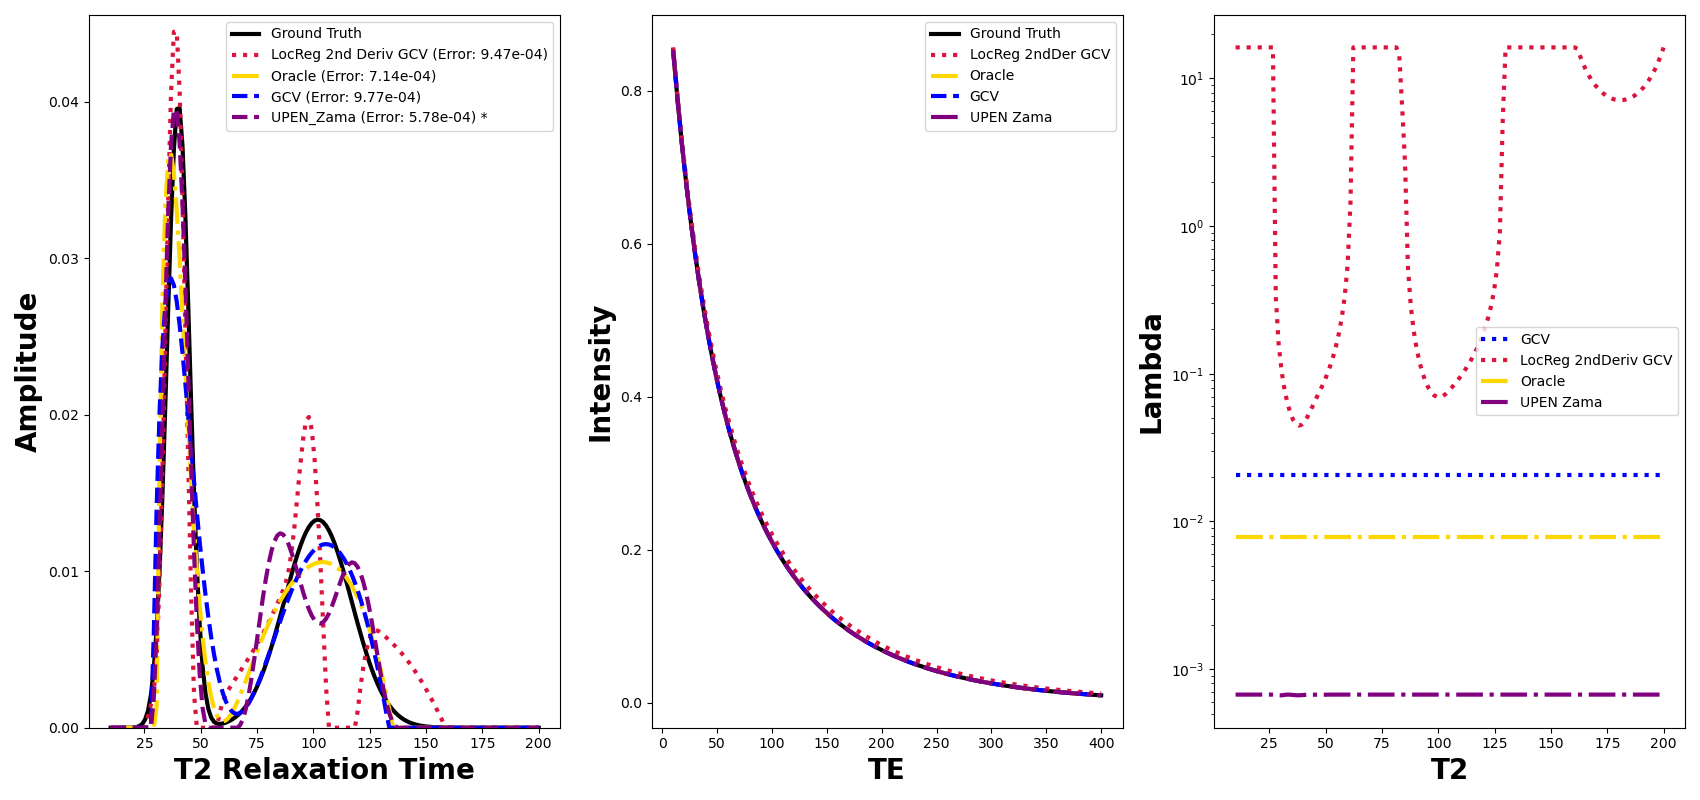 Ground Truth
LocReg 2nd Deriv GCV (Error: 9.47e-04)
Oracle (Error: 7.14e-04)
GCV (Error: 9.77e-04)
UPEN_Zama (Error: 5.78e-04) *
0.04
0.03
0.02
0.01
0.00
Amplitude
25 50 75 100 125 150 175 200
T2 Relaxation Time
Ground Truth
LocReg 2ndDer GCV
Oracle
GCV
UPEN Zama
0.8
0.6
0.4
0.2
0.0
Intensity
0 50 100 150 200 250 300 350 400
TE
10¹
10⁰
10⁻¹
10⁻²
10⁻³
Lambda
GCV
LocReg 2ndDeriv GCV
Oracle
UPEN Zama
25 50 75 100 125 150 175 200
T2